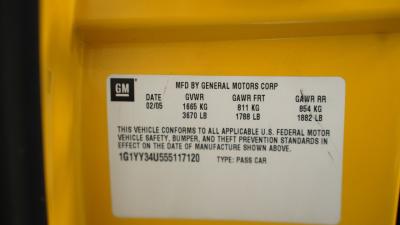 GM
MFD BY GENERAL MOTORS CORP
DATE GVWR GAWR FRT GAWR RR
02/05 1665 KG 811 KG 854 KG
3670 LB 1788 LB 1882 LB
THIS VEHICLE CONFORMS TO ALL APPLICABLE U.S. FEDERAL MOTOR
VEHICLE SAFETY, BUMPER, AND THEFT PREVENTION STANDARDS IN
EFFECT ON THE DATE OF MANUFACTURE SHOWN ABOVE.
1G1YY34U555117120 TYPE: PASS CAR